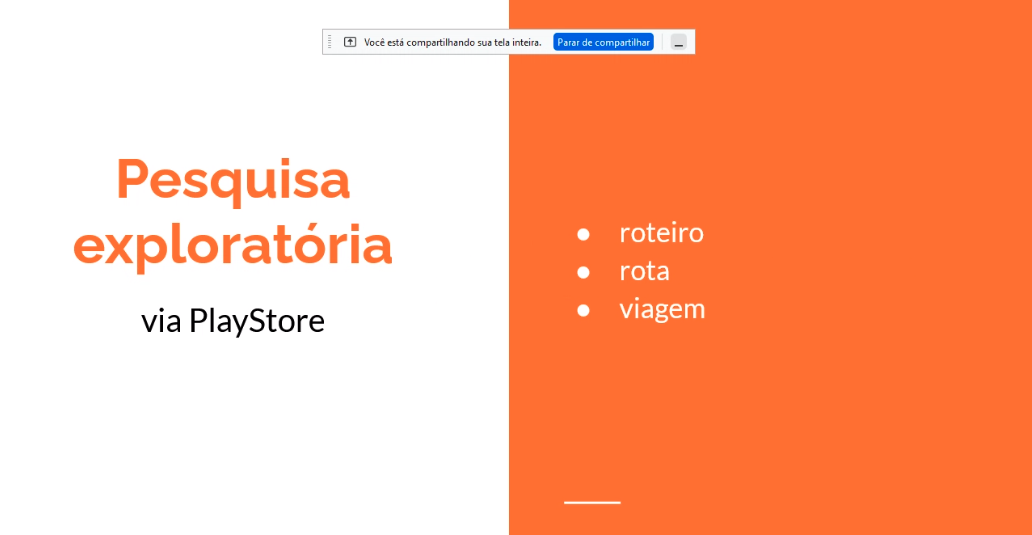 Você está compartilhando sua tela inteira. Parar de compartilhar
Pesquisa
exploratória
via PlayStore
● roteiro
● rota
● viagem